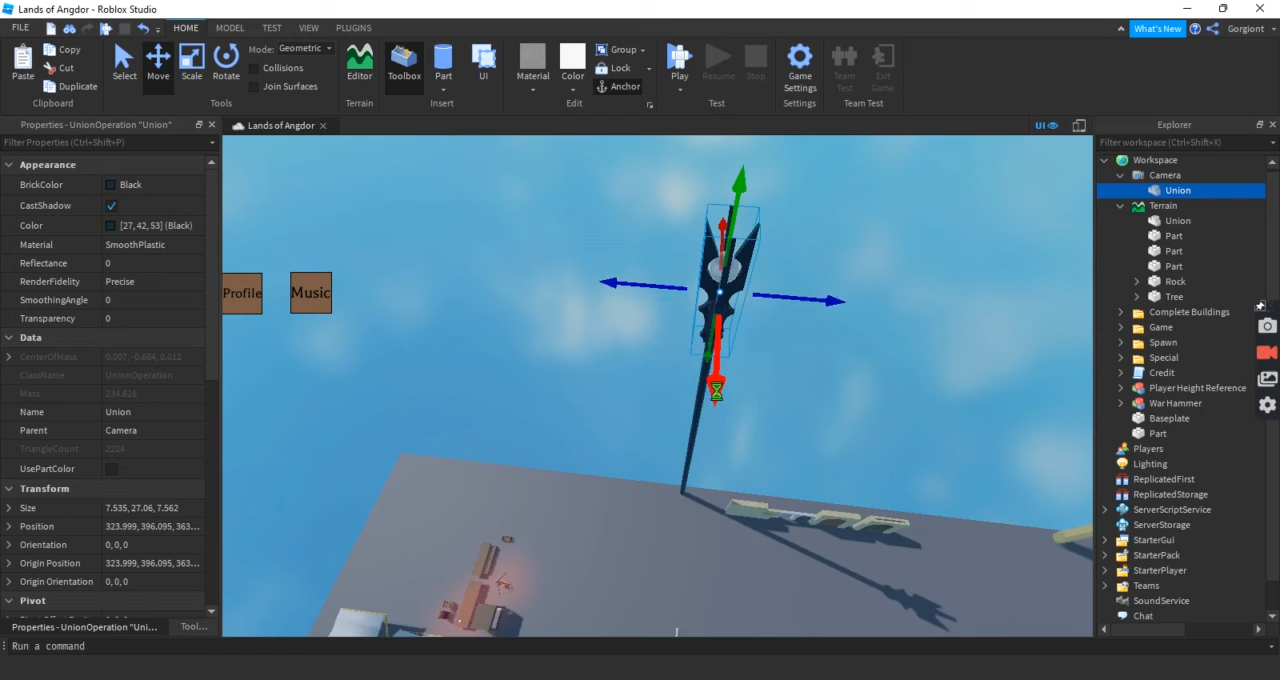 Lands of Angdor - Roblox Studio
FILE HOME MODEL TEST VIEW PLUGINS What's New Gorgiont
Paste Copy Cut Duplicate Clipboard
Select Move Scale Rotate Mode: Geometric Collisions Join Surfaces Tools
Editor Terrain
Toolbox Part UI Insert
Material Color Group Lock Anchor Edit
Play Resume Stop Test
Game Settings Settings
Team Test Exit Game Team Test
Properties - UnionOperation "Union"
Filter Properties (Ctrl+Shift+P)
Appearance
BrickColor Black
CastShadow
Color [27, 42, 53] (Black)
Material SmoothPlastic
Reflectance 0
RenderFidelity Precise
SmoothingAngle 0
Transparency 0
Data
CenterOfMass 0.007, -0.684, 0.012
ClassName UnionOperation
Mass 234.616
Name Union
Parent Camera
TriangleCount 2224
UsePartColor
Transform
Size 7.535, 27.06, 7.562
Position 323.999, 396.095, 363...
Orientation 0, 0, 0
Origin Position 323.999, 396.095, 363...
Origin Orientation 0, 0, 0
Pivot
Properties - UnionOperation "Uni... Tool...
Run a command
Lands of Angdor
UI
Profile
Music
Explorer
Filter workspace (Ctrl+Shift+X)
Workspace
Camera
Union
Terrain
Union
Part
Part
Part
Rock
Tree
Complete Buildings
Game
Spawn
Special
Credit
Player Height Reference
War Hammer
Baseplate
Part
Players
Lighting
ReplicatedFirst
ReplicatedStorage
ServerScriptService
ServerStorage
StarterGui
StarterPack
StarterPlayer
Teams
SoundService
Chat